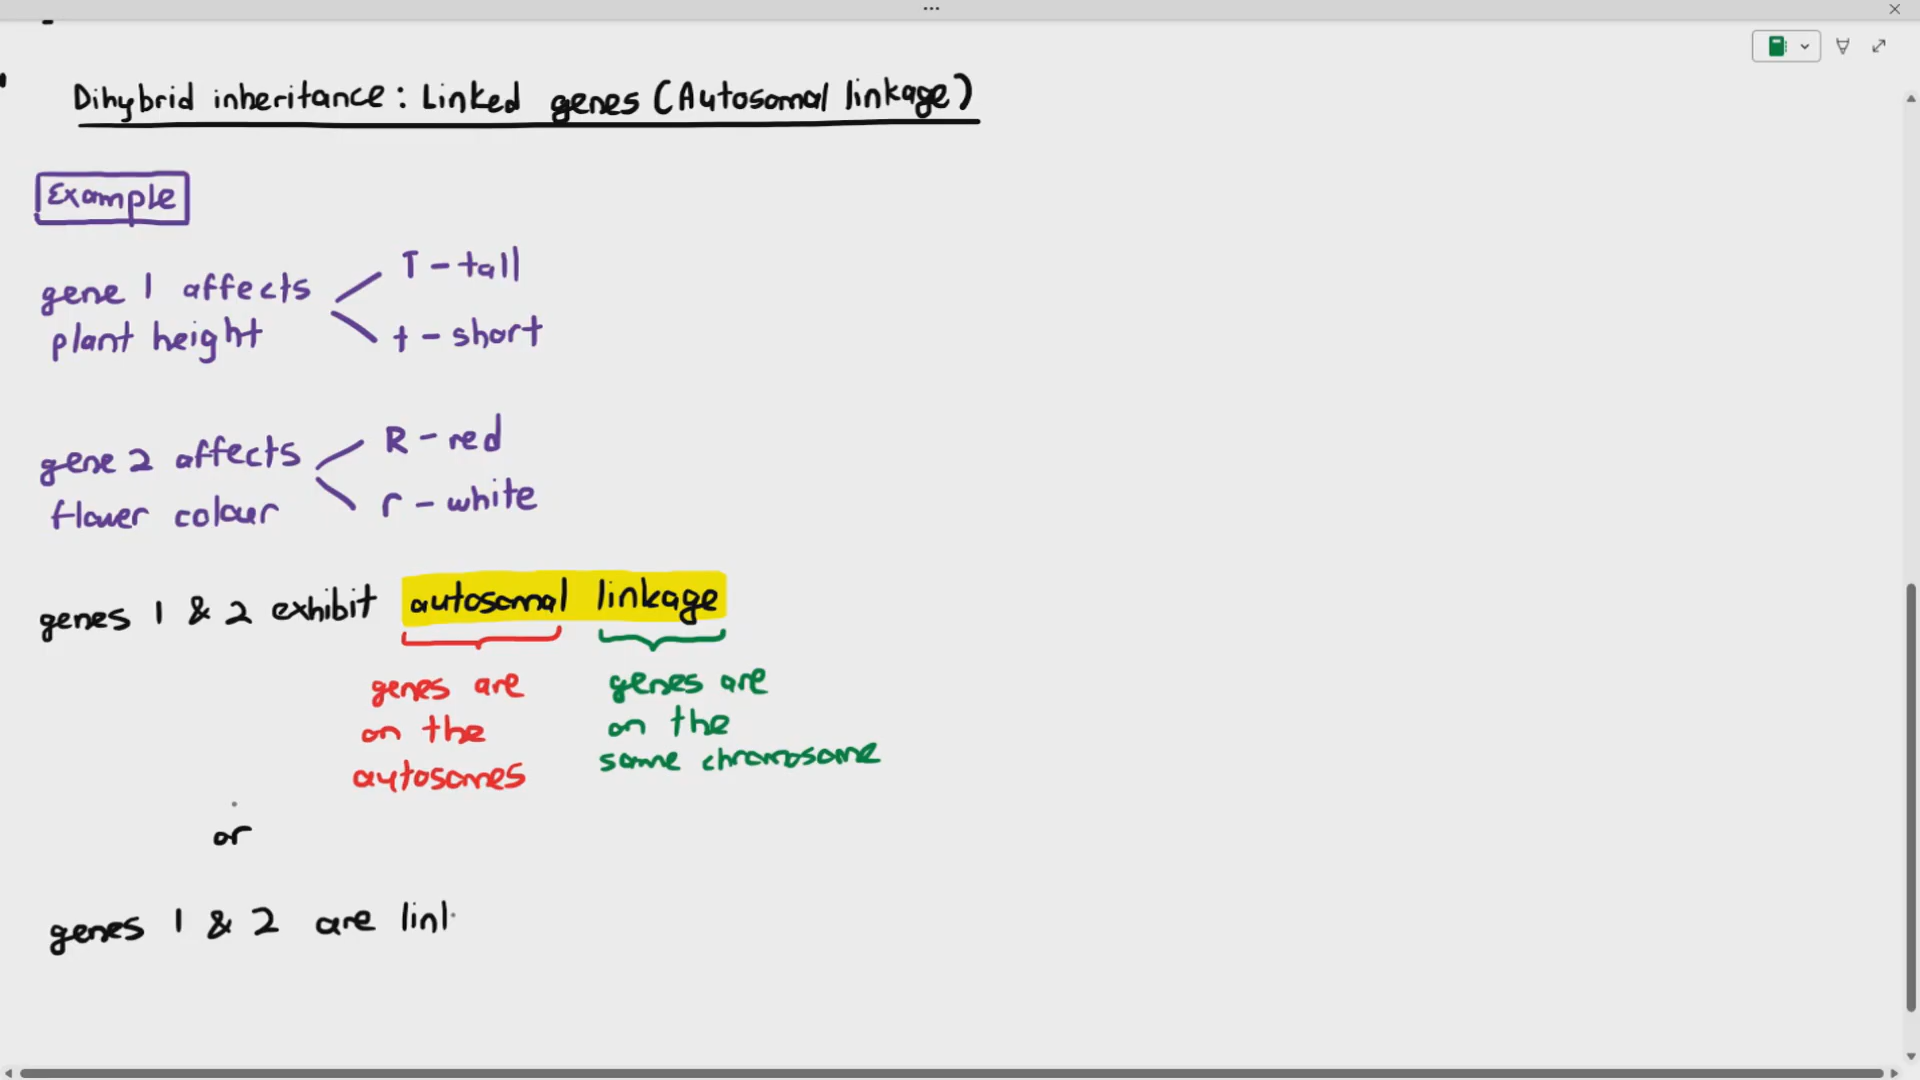 Dihybrid inheritance: Linked genes (Autosomal linkage)
Example
gene 1 affects
plant height
T - tall
t - short
gene 2 affects
flower colour
R - red
r - white
genes 1 & 2 exhibit autosomal linkage
genes are
on the
autosomes
genes are
on the
same chromosome
or
genes 1 & 2 are lin